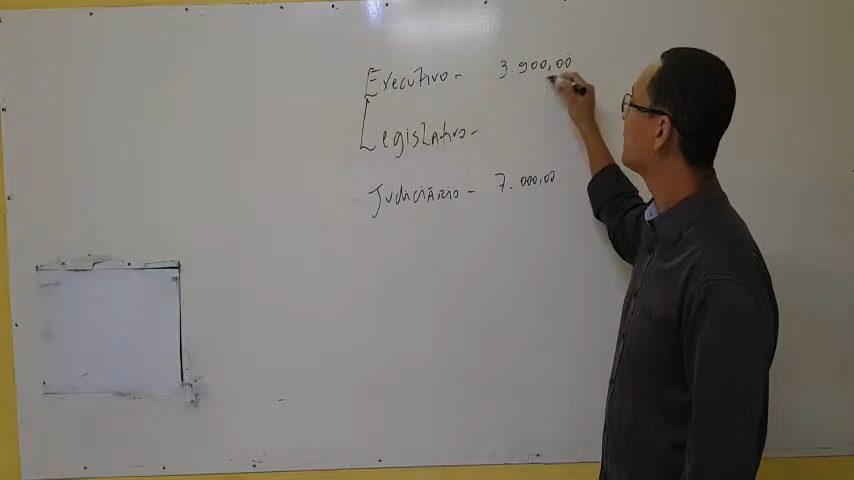 Executivo - 3.900,00
Legislativo -
Judiciário - 7.000,00